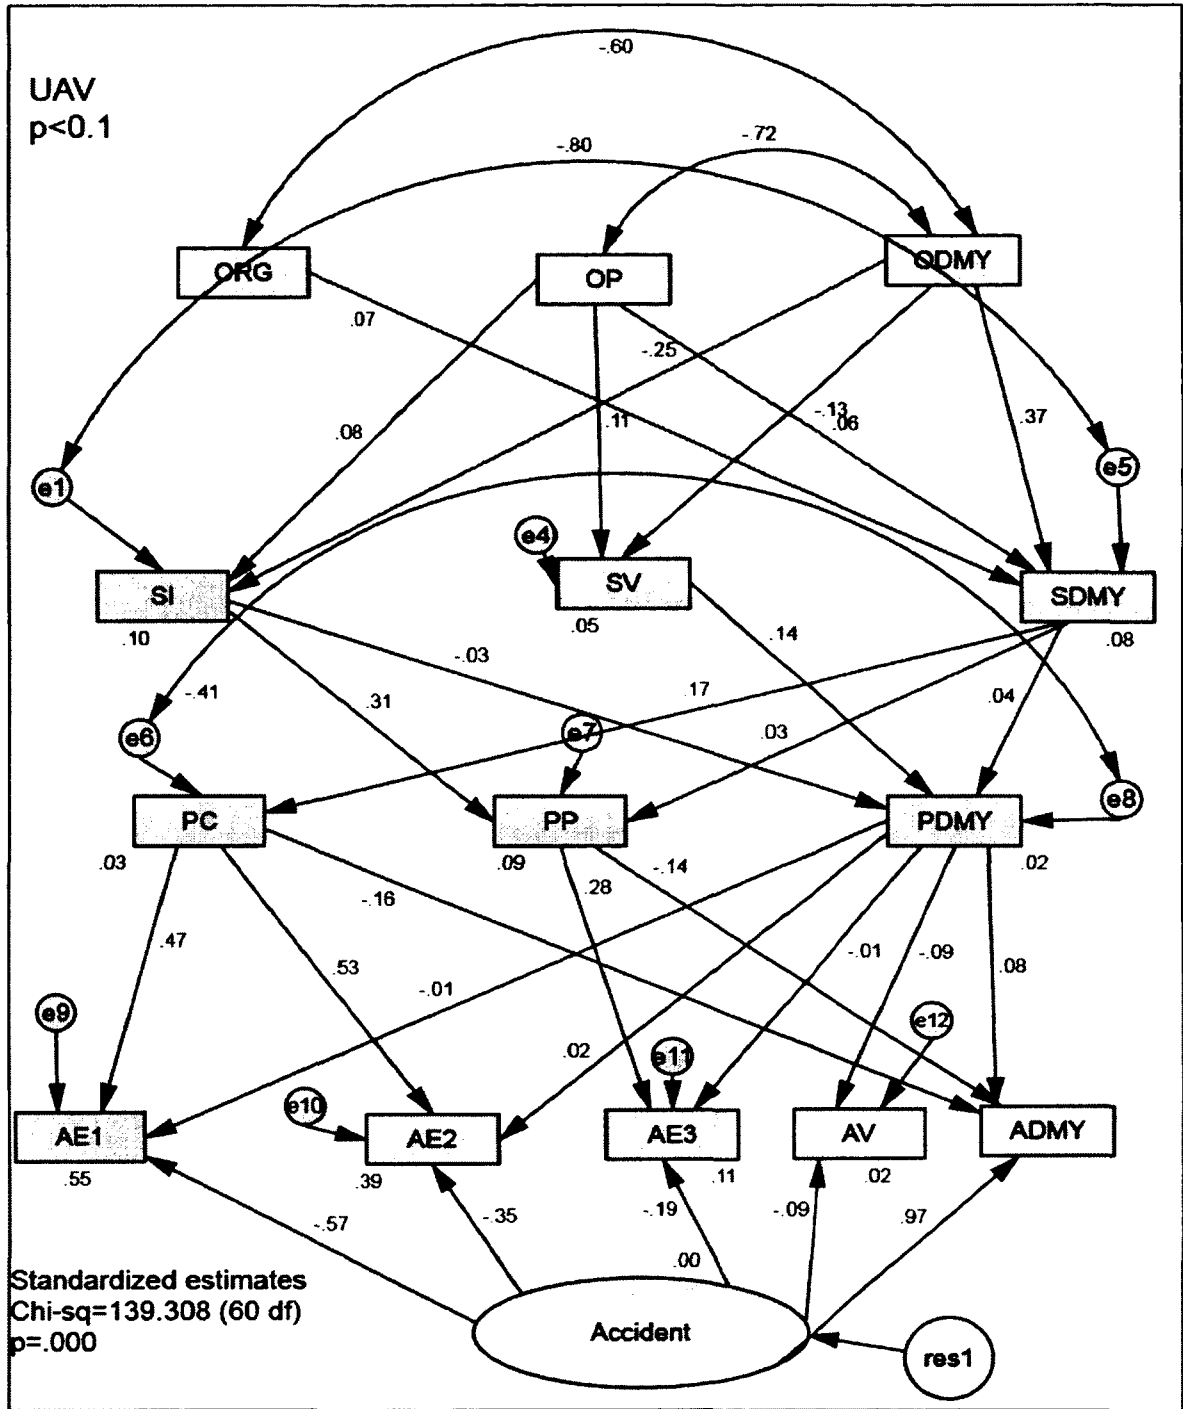 -.60
UAV
p<0.1
-.72
-.80
ORG
OP
ODMY
.07
-.25
.08
.11
-.13
.06
.37
e1
e5
e4
SI
SV
SDMY
.10
.05
.08
.14
-.03
-.41
.31
.17
.04
e6
e7
.03
e8
PC
PP
PDMY
.03
.09
.02
.28
-.14
-.16
.47
.53
-.01
-.09
.08
-.01
e9
e12
.02
e11
e10
AE1
AE2
AE3
AV
ADMY
.55
.39
.11
.02
-.57
-.35
-.19
-.09
.97
.00
Standardized estimates
Chi-sq=139.308 (60 df)
p=.000
Accident
res1